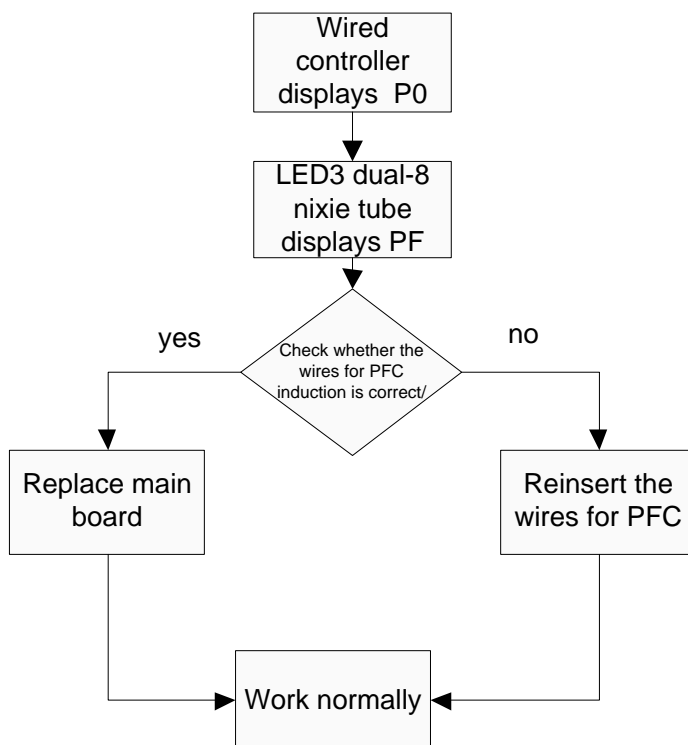 Wired
controller
displays P0
LED3 dual-8
nixie tube
displays PF
yes
no
Check whether the
wires for PFC
induction is correct/
Replace main
board
Reinsert the
wires for PFC
Work normally